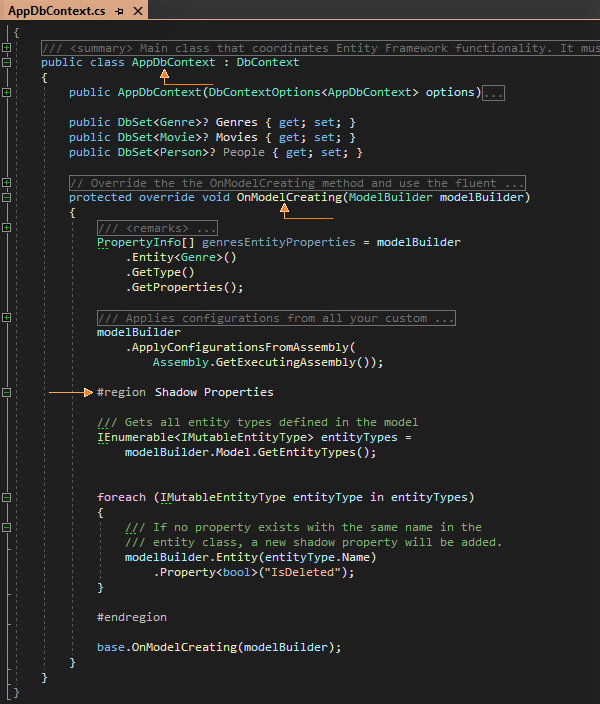 AppDbContext.cs
{
/// <summary> Main class that coordinates Entity Framework functionality. It mus
public class AppDbContext : DbContext
{
public AppDbContext(DbContextOptions<AppDbContext> options)...
public DbSet<Genre>? Genres { get; set; }
public DbSet<Movie>? Movies { get; set; }
public DbSet<Person>? People { get; set; }
// Override the the OnModelCreating method and use the fluent ...
protected override void OnModelCreating(ModelBuilder modelBuilder)
{
/// <remarks> ...
PropertyInfo[] genresEntityProperties = modelBuilder
.Entity<Genre>()
.GetType()
.GetProperties();
/// Applies configurations from all your custom ...
modelBuilder
.ApplyConfigurationsFromAssembly(
Assembly.GetExecutingAssembly());
#region Shadow Properties
/// Gets all entity types defined in the model
IEnumerable<IMutableEntityType> entityTypes =
modelBuilder.Model.GetEntityTypes();
foreach (IMutableEntityType entityType in entityTypes)
{
/// If no property exists with the same name in the
/// entity class, a new shadow property will be added.
modelBuilder.Entity(entityType.Name)
.Property<bool>("IsDeleted");
}
#endregion
base.OnModelCreating(modelBuilder);
}
}
}